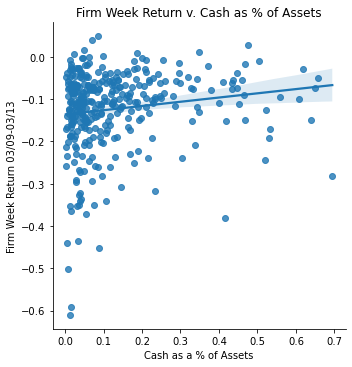 Firm Week Return v. Cash as % of Assets
Firm Week Return 03/09-03/13
0.0
−0.1
−0.2
−0.3
−0.4
−0.5
−0.6
0.0 0.1 0.2 0.3 0.4 0.5 0.6 0.7
Cash as a % of Assets